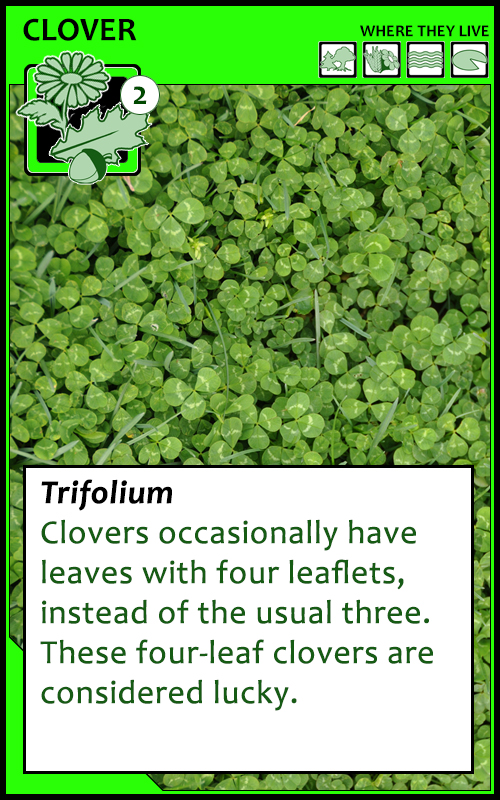 CLOVER
WHERE THEY LIVE
2
Trifolium
Clovers occasionally have
leaves with four leaflets,
instead of the usual three.
These four-leaf clovers are
considered lucky.